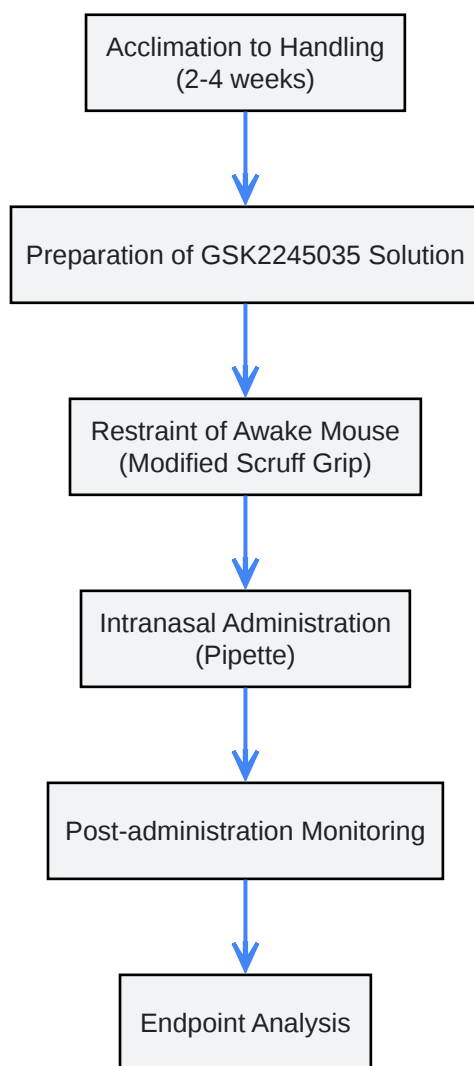 Acclimation to Handling
(2-4 weeks)
Preparation of GSK2245035 Solution
Restraint of Awake Mouse
(Modified Scruff Grip)
Intranasal Administration
(Pipette)
Post-administration Monitoring
Endpoint Analysis